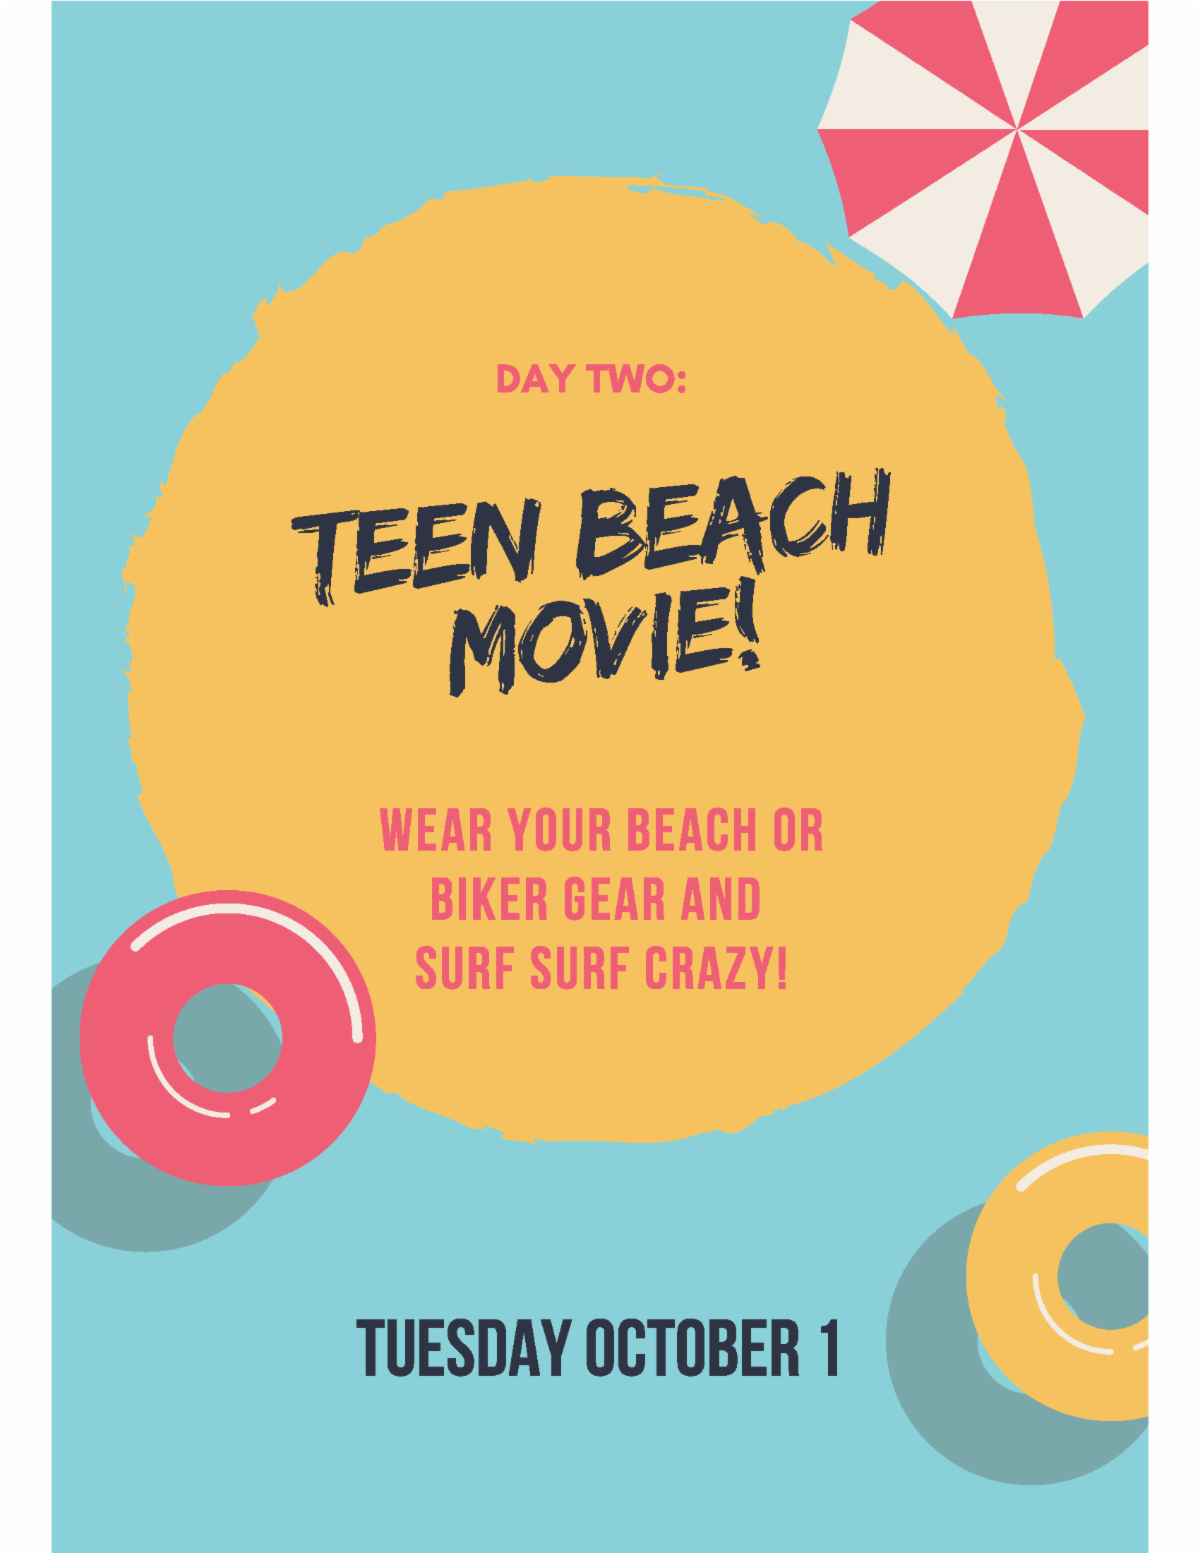 DAY TWO:
TEEN BEACH
MOVIE!
WEAR YOUR BEACH OR
BIKER GEAR AND
SURF SURF CRAZY!
TUESDAY OCTOBER 1